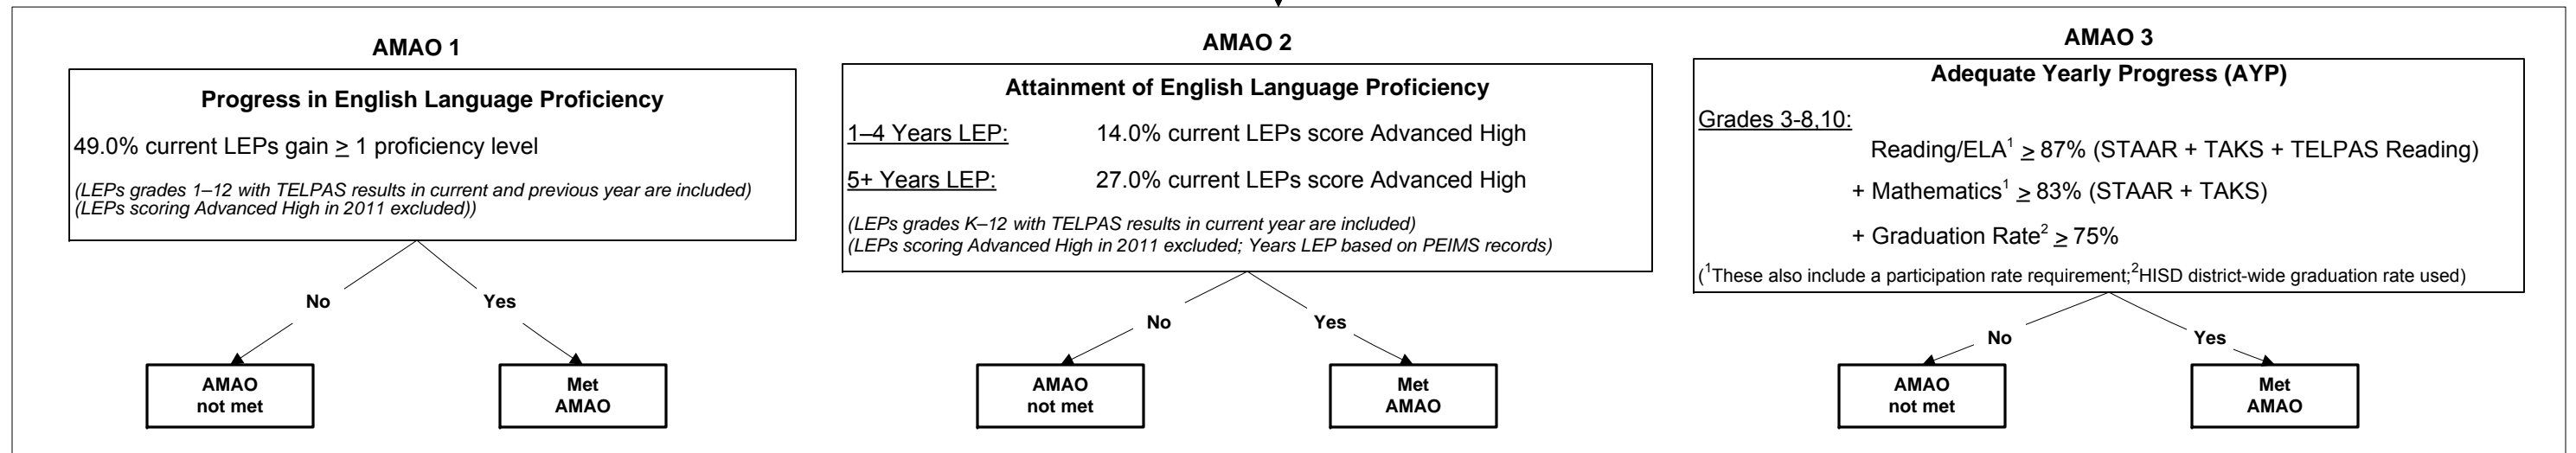 AMAO 1
Progress in English Language Proficiency
49.0% current LEPs gain ≥ 1 proficiency level
(LEPs grades 1–12 with TELPAS results in current and previous year are included)
(LEPs scoring Advanced High in 2011 excluded))
No
Yes
AMAO
not met
Met
AMAO
AMAO 2
Attainment of English Language Proficiency
1–4 Years LEP: 14.0% current LEPs score Advanced High
5+ Years LEP: 27.0% current LEPs score Advanced High
(LEPs grades K–12 with TELPAS results in current year are included)
(LEPs scoring Advanced High in 2011 excluded; Years LEP based on PEIMS records)
No
Yes
AMAO
not met
Met
AMAO
AMAO 3
Adequate Yearly Progress (AYP)
Grades 3-8,10:
Reading/ELA¹ ≥ 87% (STAAR + TAKS + TELPAS Reading)
+ Mathematics¹ ≥ 83% (STAAR + TAKS)
+ Graduation Rate² ≥ 75%
(¹These also include a participation rate requirement;²HISD district-wide graduation rate used)
No
Yes
AMAO
not met
Met
AMAO